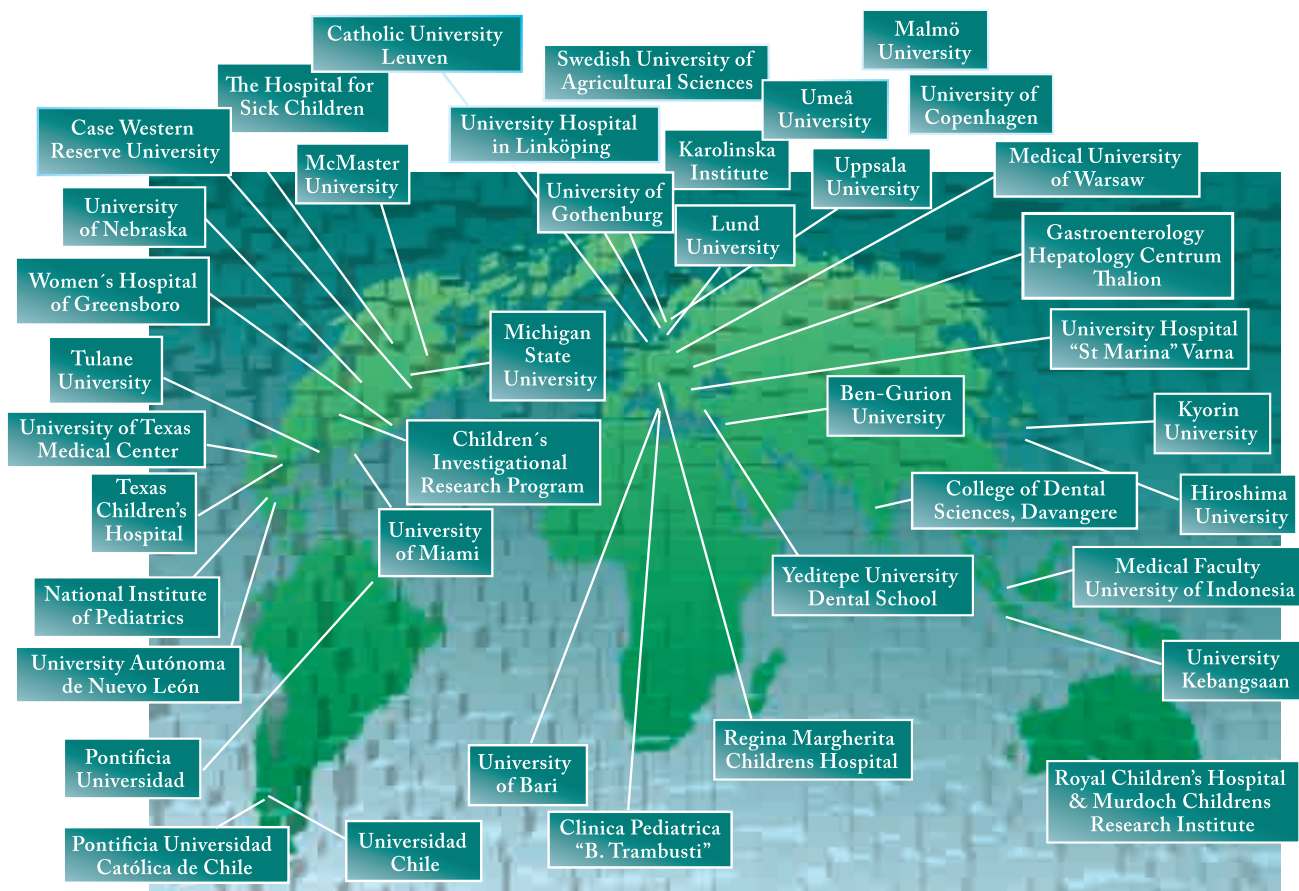 Catholic University
Leuven
Malmö
University
Swedish University of
Agricultural Sciences
The Hospital for
Sick Children
Umeå
University
University of
Copenhagen
Case Western
Reserve University
University Hospital
in Linköping
Karolinska
Institute
McMaster
University
Uppsala
University
Medical University
of Warsaw
University
of Nebraska
University of
Gothenburg
Lund
University
Gastroenterology
Hepatology Centrum
Thalion
Women´s Hospital
of Greensboro
Michigan
State
University
University Hospital
“St Marina” Varna
Tulane
University
Ben-Gurion
University
Kyorin
University
University of Texas
Medical Center
Children´s
Investigational
Research Program
Texas
Children’s
Hospital
College of Dental
Sciences, Davangere
Hiroshima
University
University
of Miami
Yeditepe University
Dental School
Medical Faculty
University of Indonesia
National Institute
of Pediatrics
University Autónoma
de Nuevo León
University
Kebangsaan
Pontificia
Universidad
University
of Bari
Regina Margherita
Childrens Hospital
Royal Children’s Hospital
& Murdoch Childrens
Research Institute
Pontificia Universidad
Católica de Chile
Universidad
Chile
Clinica Pediatrica
“B. Trambusti”